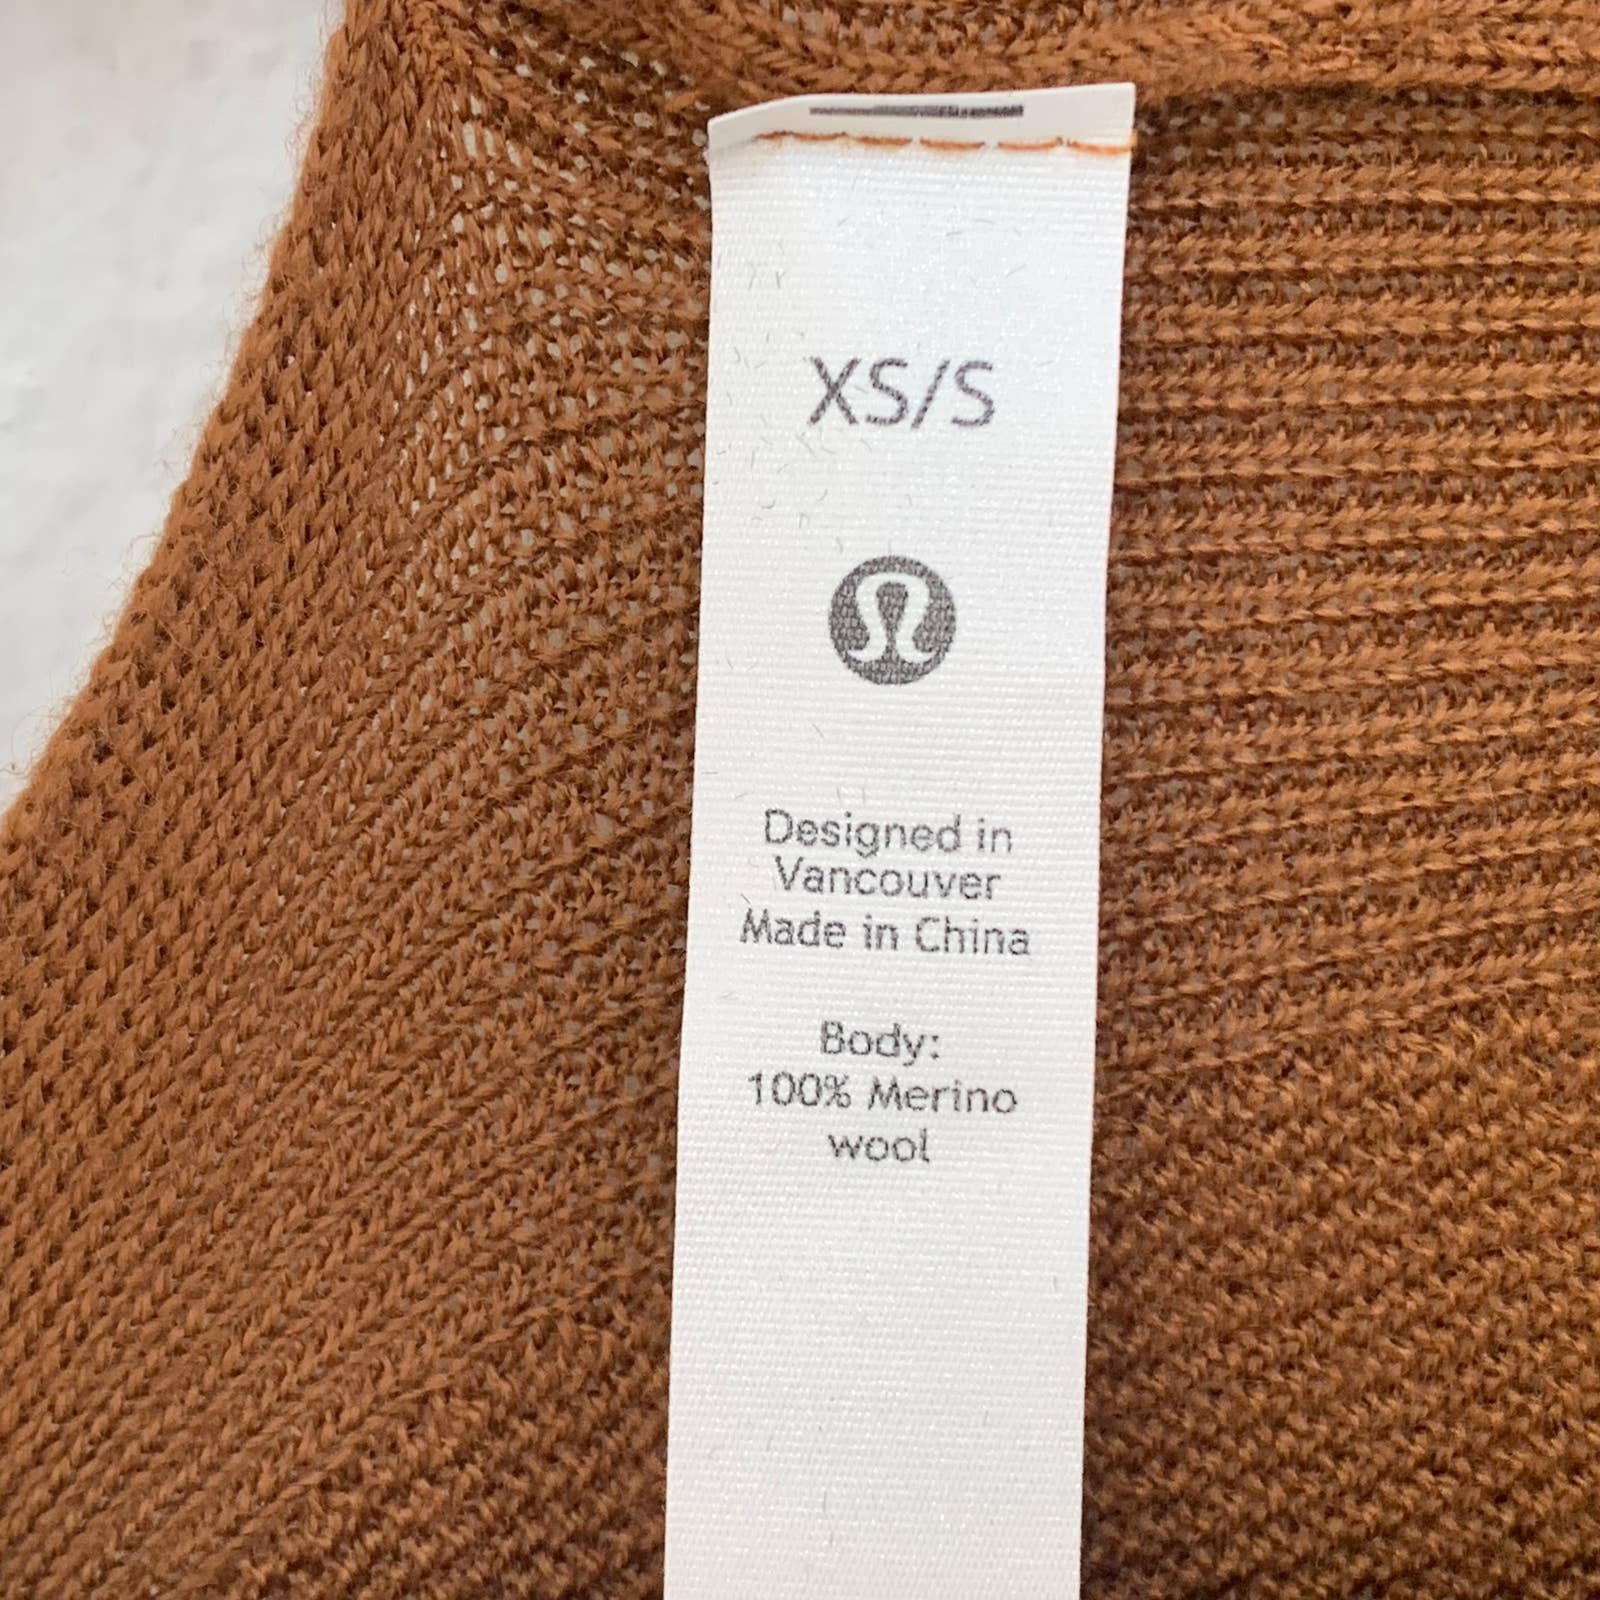 XS/S
Designed in
Vancouver
Made in China
Body:
100% Merino
wool